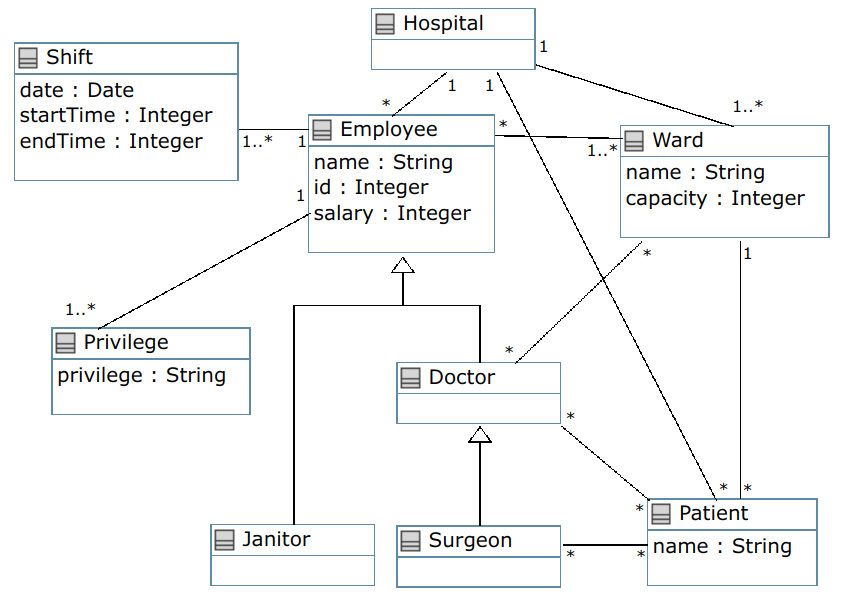 Hospital
1
1
1
1..*
Shift
date : Date
startTime : Integer
endTime : Integer
1..*
1
*
Employee
name : String
id : Integer
salary : Integer
*
1..*
Ward
name : String
capacity : Integer
1
1..*
Privilege
privilege : String
*
1
*
Doctor
*
Janitor
Surgeon
*
*
*
*
*
Patient
name : String